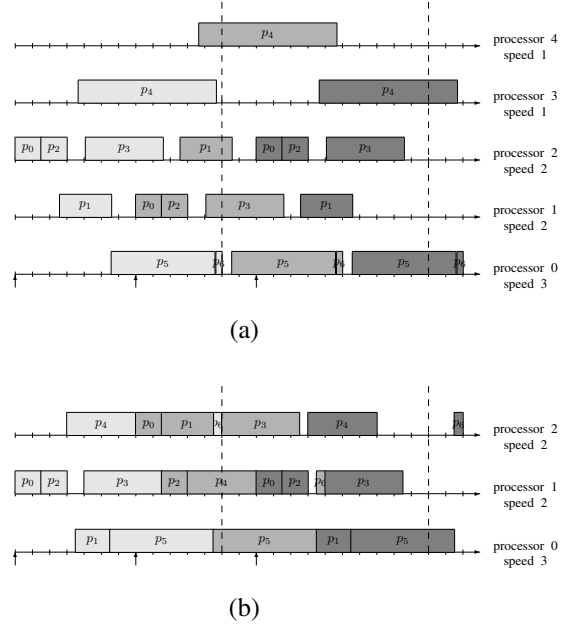 p4
processor 4
speed 1
p4 p4
processor 3
speed 1
p0 p2 p3 p1 p0 p2 p3
processor 2
speed 2
p1 p0 p2 p3 p1
processor 1
speed 2
p5 p6 p5 p6 p5 p6
processor 0
speed 3
(a)
p4 p0 p1 p6 p3 p4 p6
processor 2
speed 2
p0 p2 p3 p2 p4 p0 p2 p6 p3
processor 1
speed 2
p1 p5 p5 p1 p5
processor 0
speed 3
(b)